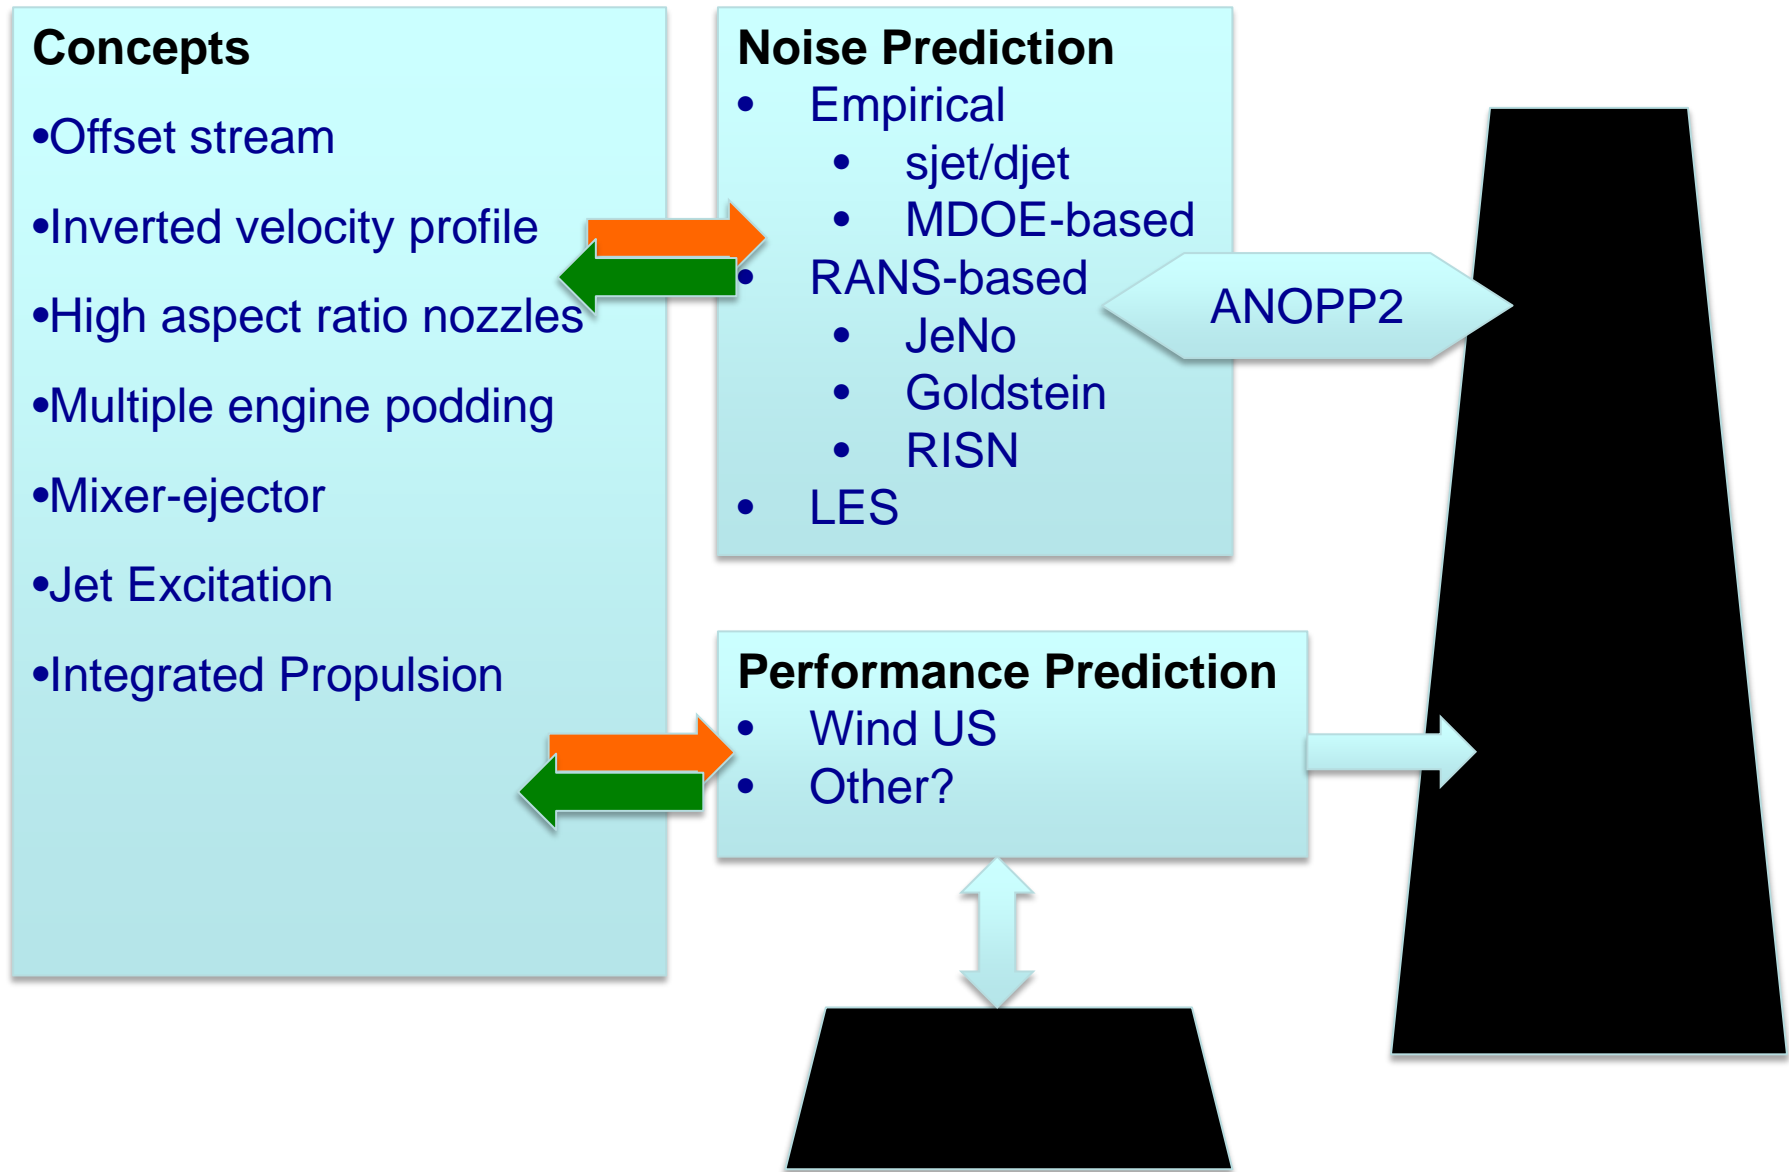 Concepts
•Offset stream
•Inverted velocity profile
•High aspect ratio nozzles
•Multiple engine podding
•Mixer-ejector
•Jet Excitation
•Integrated Propulsion
Noise Prediction
• Empirical
• sjet/djet
• MDOE-based
• RANS-based
• JeNo
• Goldstein
• RISN
• LES
ANOPP2
Performance Prediction
• Wind US
• Other?